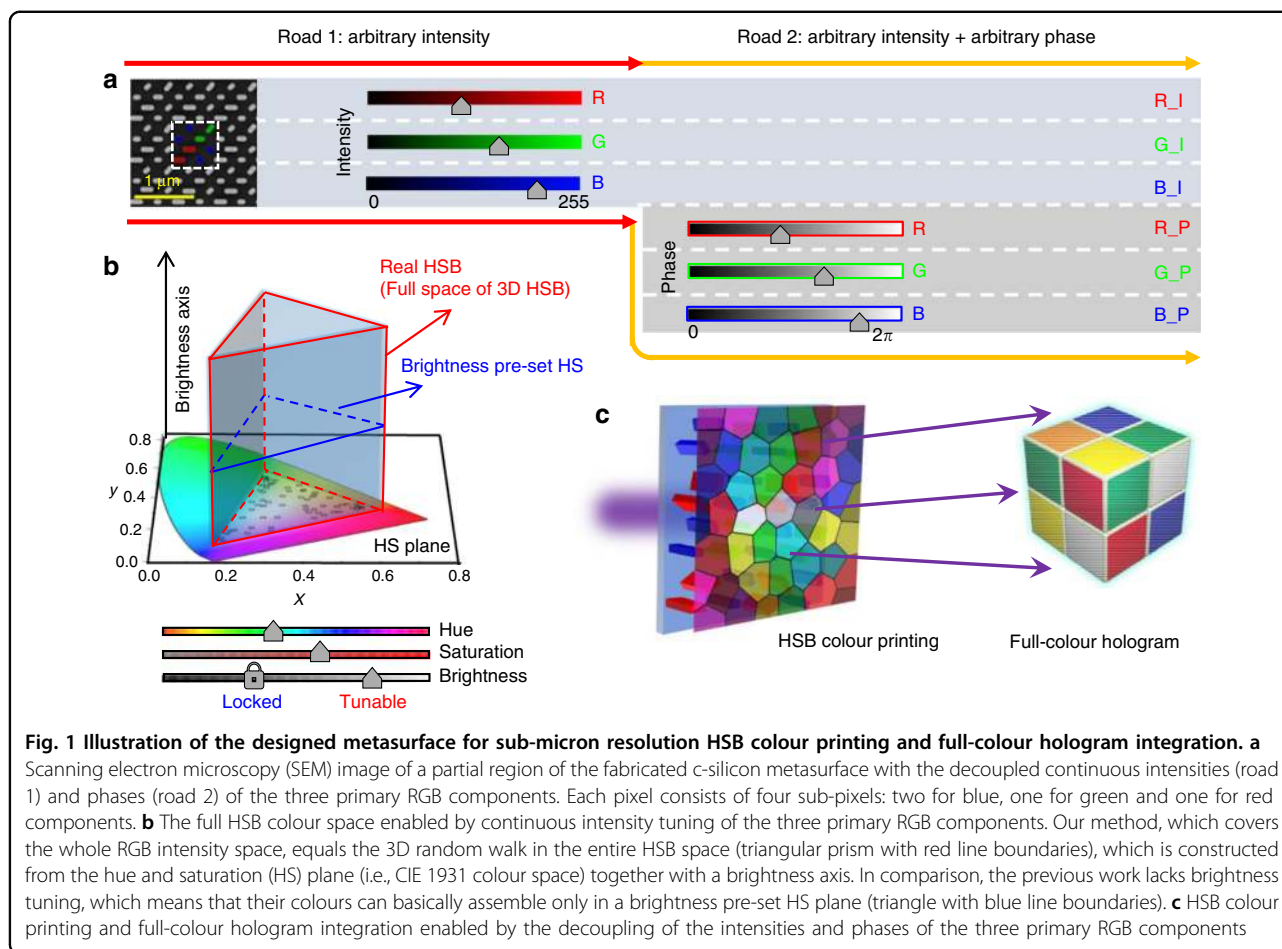 Road 1: arbitrary intensity
Road 2: arbitrary intensity + arbitrary phase
a
1 μm
Intensity
R
G
B
0
255
R_I
G_I
B_I
Phase
R
G
B
0
2π
R_P
G_P
B_P
b
Brightness axis
Real HSB
(Full space of 3D HSB)
Brightness pre-set HS
0.8
0.6
y
0.4
0.2
0.0
HS plane
0.0
0.2
0.4
0.6
0.8
X
Hue
Saturation
Brightness
Locked
Tunable
c
HSB colour printing
Full-colour hologram
Fig. 1 Illustration of the designed metasurface for sub-micron resolution HSB colour printing and full-colour hologram integration. a
Scanning electron microscopy (SEM) image of a partial region of the fabricated c-silicon metasurface with the decoupled continuous intensities (road
1) and phases (road 2) of the three primary RGB components. Each pixel consists of four sub-pixels: two for blue, one for green and one for red
components. b The full HSB colour space enabled by continuous intensity tuning of the three primary RGB components. Our method, which covers
the whole RGB intensity space, equals the 3D random walk in the entire HSB space (triangular prism with red line boundaries), which is constructed
from the hue and saturation (HS) plane (i.e., CIE 1931 colour space) together with a brightness axis. In comparison, the previous work lacks brightness
tuning, which means that their colours can basically assemble only in a brightness pre-set HS plane (triangle with blue line boundaries). c HSB colour
printing and full-colour hologram integration enabled by the decoupling of the intensities and phases of the three primary RGB components